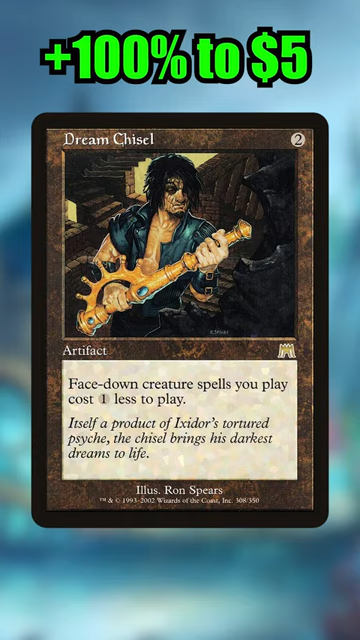 +100% to $5
Dream Chisel 2
Artifact
Face-down creature spells you play
cost 1 less to play.
Itself a product of Ixidor's tortured
psyche, the chisel brings his darkest
dreams to life.
Illus. Ron Spears
™ & © 1993-2002 Wizards of the Coast, Inc. 308/350